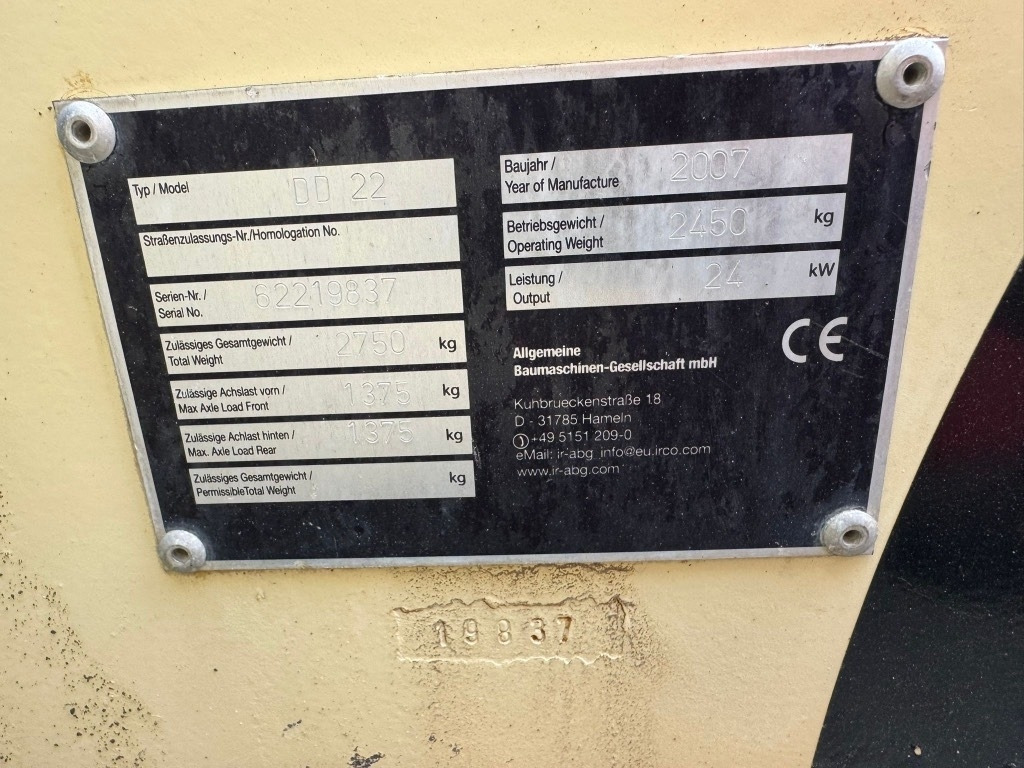 Typ / Model DD 22
Straßenzulassungs-Nr./Homologation No.
Serien-Nr. /
Serial No. 62219837
Zulässiges Gesamtgewicht /
Total Weight 2750 kg
Zulässige Achslast vorn /
Max Axle Load Front 1375 kg
Zulässige Achlast hinten /
Max. Axle Load Rear 1375 kg
Zulässiges Gesamtgewicht /
PermissibleTotal Weight kg
Baujahr /
Year of Manufacture 2007
Betriebsgewicht /
Operating Weight 2450 kg
Leistung /
Output 24 kW
CE
Allgemeine
Baumaschinen-Gesellschaft mbH
Kuhbrueckenstraße 18
D - 31785 Hameln
+49 5151 209-0
eMail: ir-abg_info@eu.irco.com
www.ir-abg.com
19837